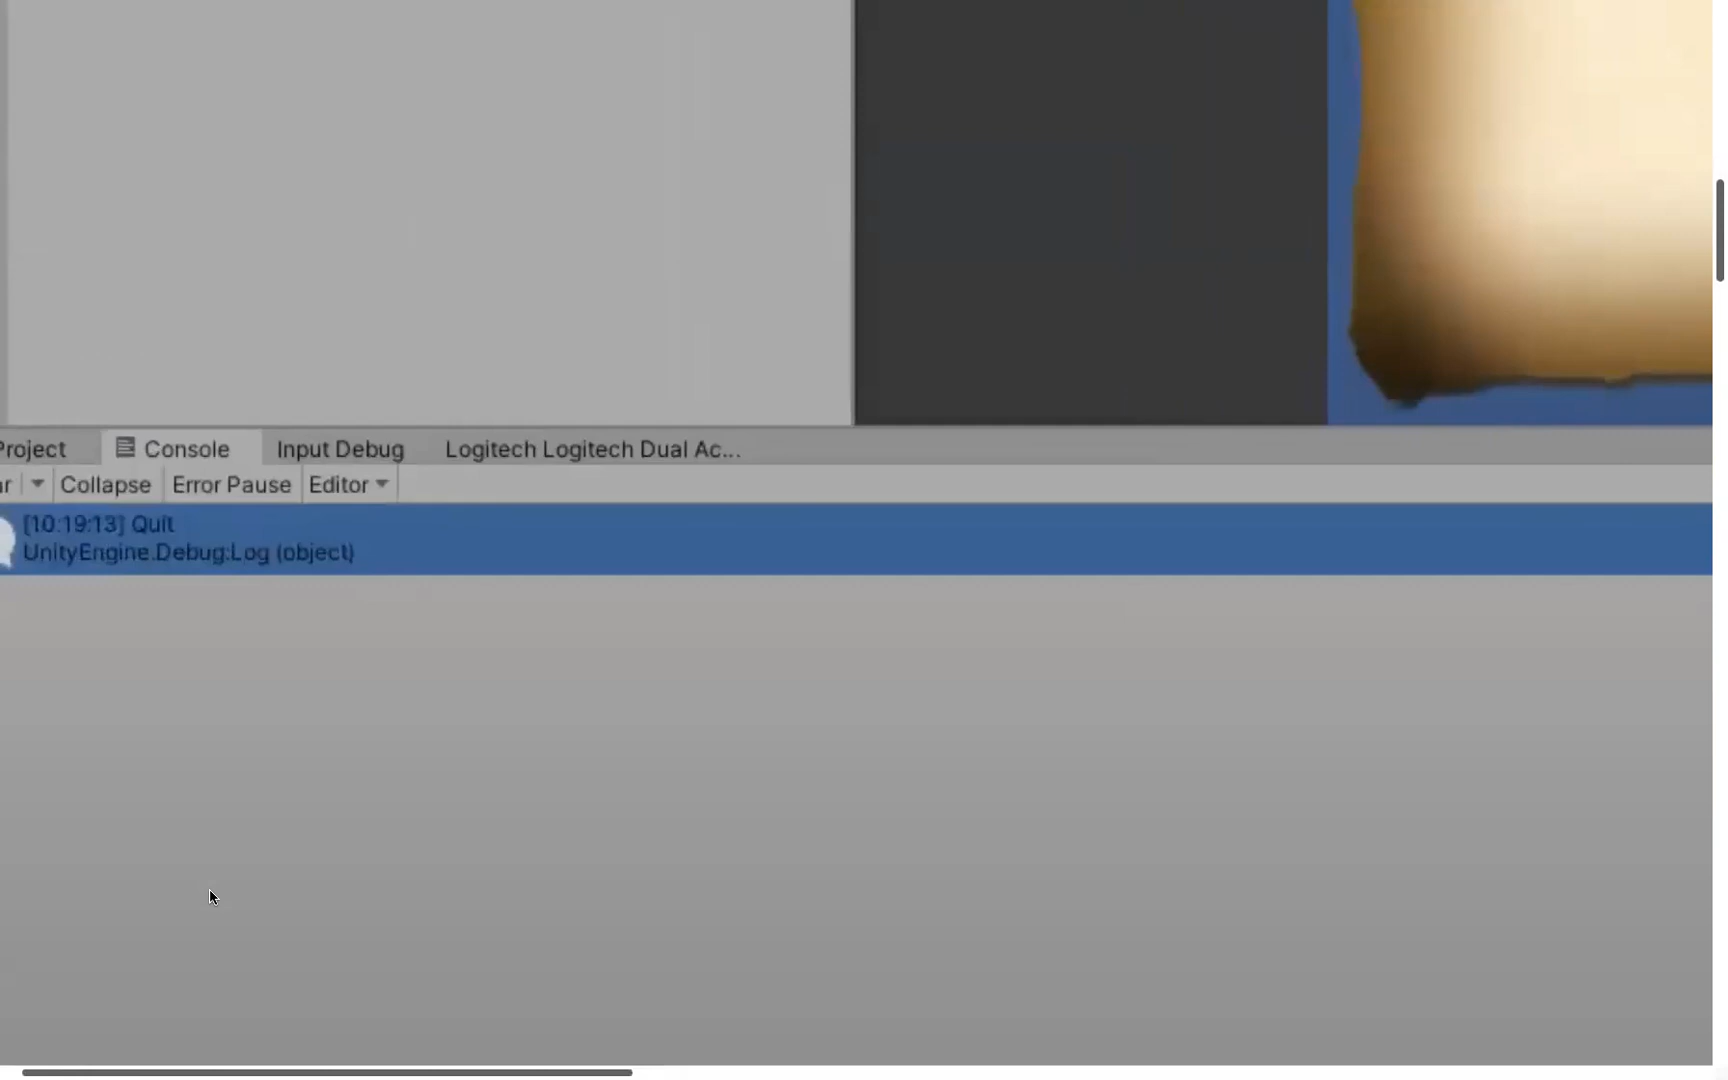 Project Console Input Debug Logitech Logitech Dual Ac...
Collapse Error Pause Editor
[10:19:13] Quit
UnityEngine.Debug:Log (object)